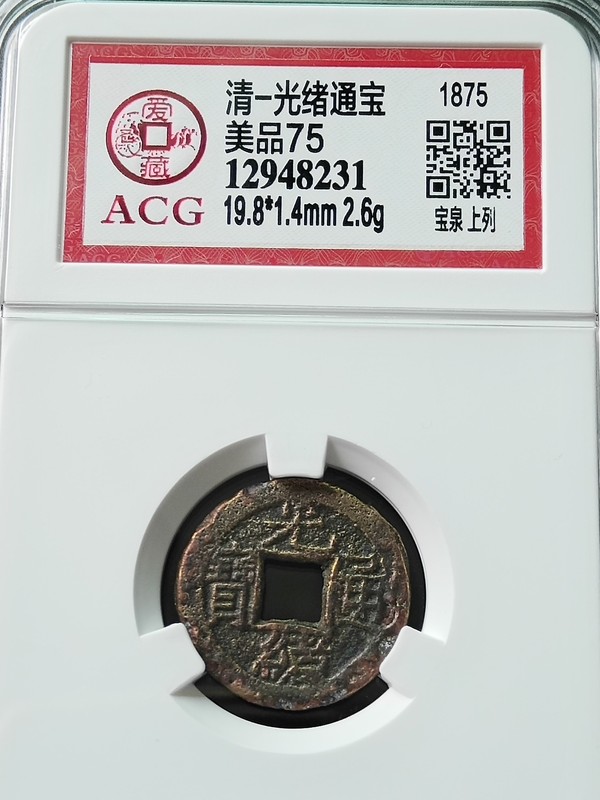 清-光绪通宝
1875
美品75
12948231
19.8*1.4mm 2.6g
宝泉 上列
爱
藏
ACG
光
寶 通
緒